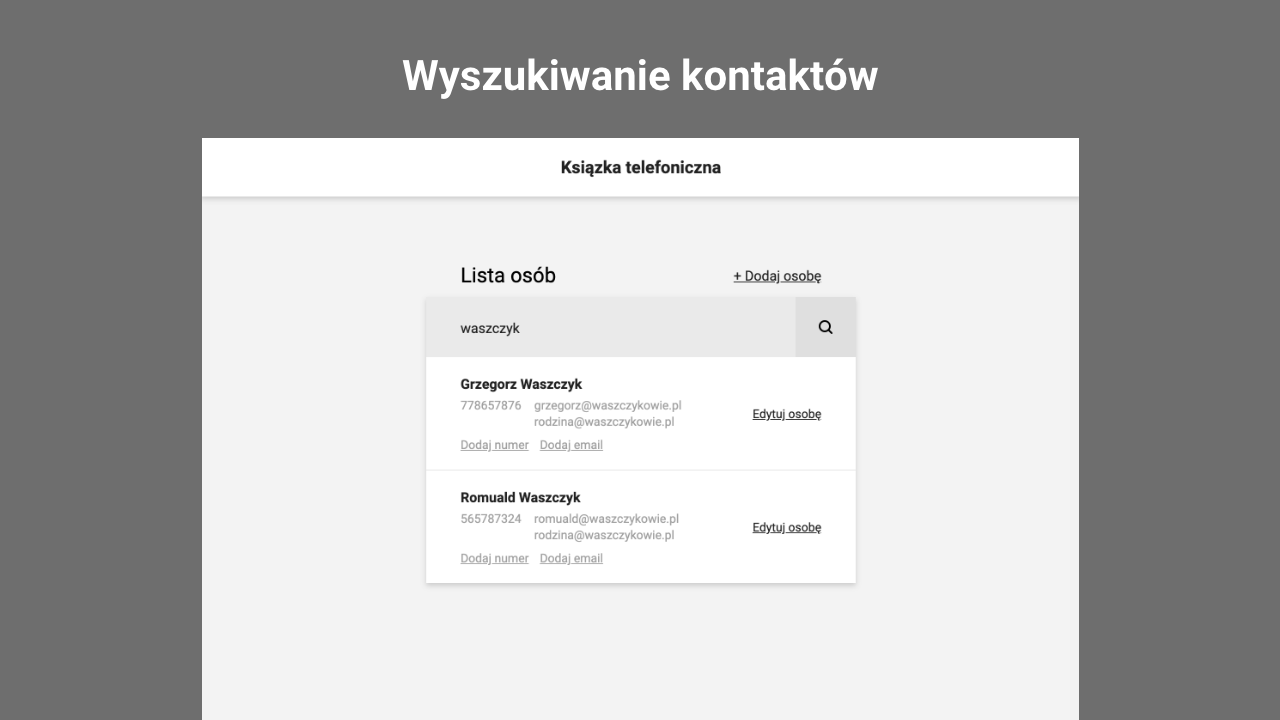 Wyszukiwanie kontaktów
Ksiązka telefoniczna
Lista osób
+ Dodaj osobę
waszczyk
Grzegorz Waszczyk
778657876 grzegorz@waszczykowie.pl
rodzina@waszczykowie.pl
Edytuj osobę
Dodaj numer Dodaj email
Romuald Waszczyk
565787324 romuald@waszczykowie.pl
rodzina@waszczykowie.pl
Edytuj osobę
Dodaj numer Dodaj email